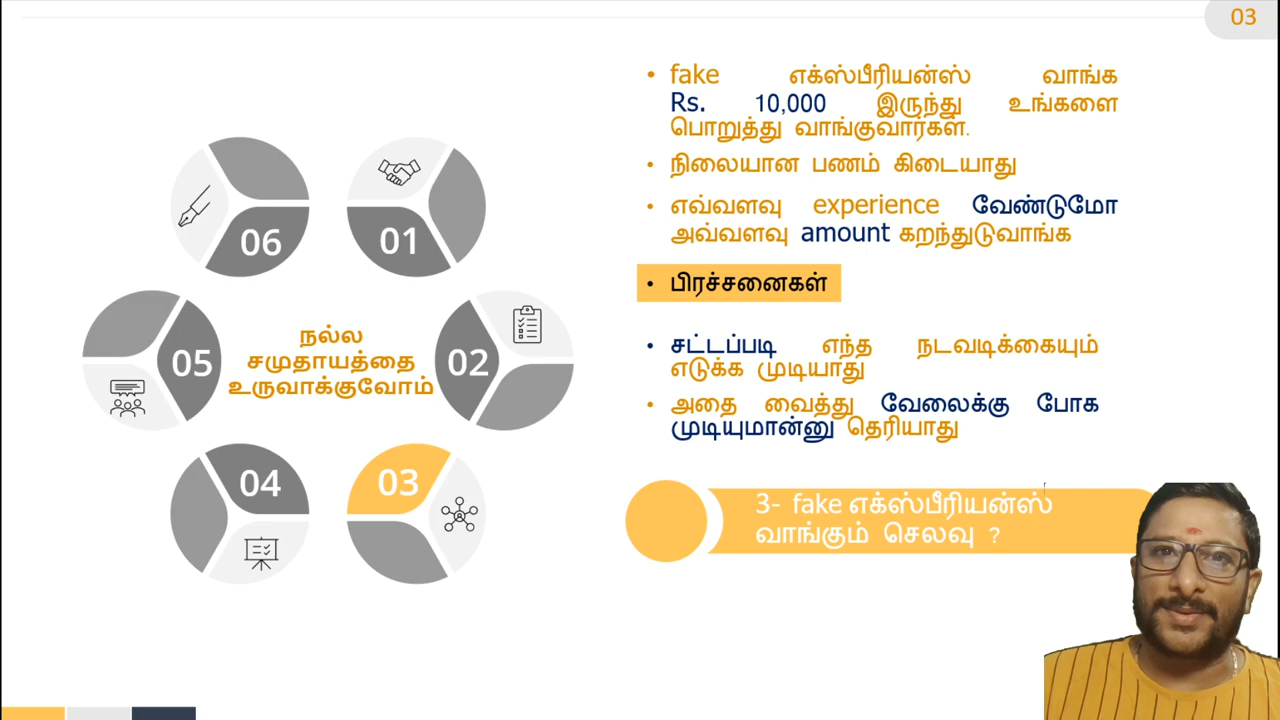 03
fake எக்ஸ்பீரியன்ஸ் வாங்க
Rs. 10,000 இருந்து உங்களை
பொறுத்து வாங்குவார்கள்.
நிலையான பணம் கிடையாது
எவ்வளவு experience வேண்டுமோ
அவ்வளவு amount கறந்துடுவாங்க
பிரச்சனைகள்
சட்டப்படி எந்த நடவடிக்கையும்
எடுக்க முடியாது
அதை வைத்து வேலைக்கு போக
முடியுமான்னு தெரியாது
3- fake எக்ஸ்பீரியன்ஸ்
வாங்கும் செலவு ?
06
01
05
நல்ல
சமுதாயத்தை
உருவாக்குவோம்
02
04
03